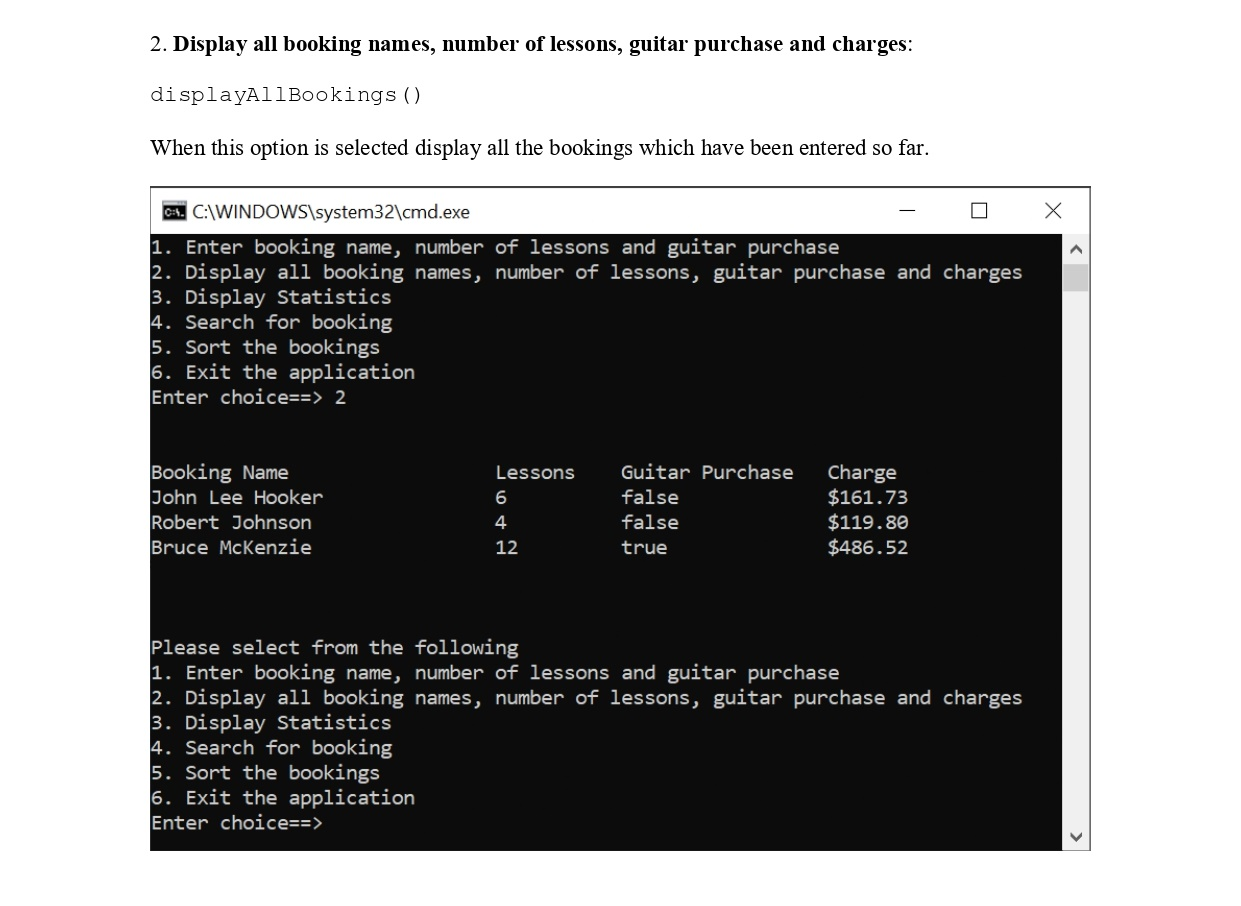 2. Display all booking names, number of lessons, guitar purchase and charges:
displayAllBookings()
When this option is selected display all the bookings which have been entered so far.
C:\WINDOWS\system32\cmd.exe
1. Enter booking name, number of lessons and guitar purchase
2. Display all booking names, number of lessons, guitar purchase and charges
3. Display Statistics
4. Search for booking
5. Sort the bookings
6. Exit the application
Enter choice==> 2
Booking Name Lessons Guitar Purchase Charge
John Lee Hooker 6 false $161.73
Robert Johnson 4 false $119.80
Bruce McKenzie 12 true $486.52
Please select from the following
1. Enter booking name, number of lessons and guitar purchase
2. Display all booking names, number of lessons, guitar purchase and charges
3. Display Statistics
4. Search for booking
5. Sort the bookings
6. Exit the application
Enter choice==>